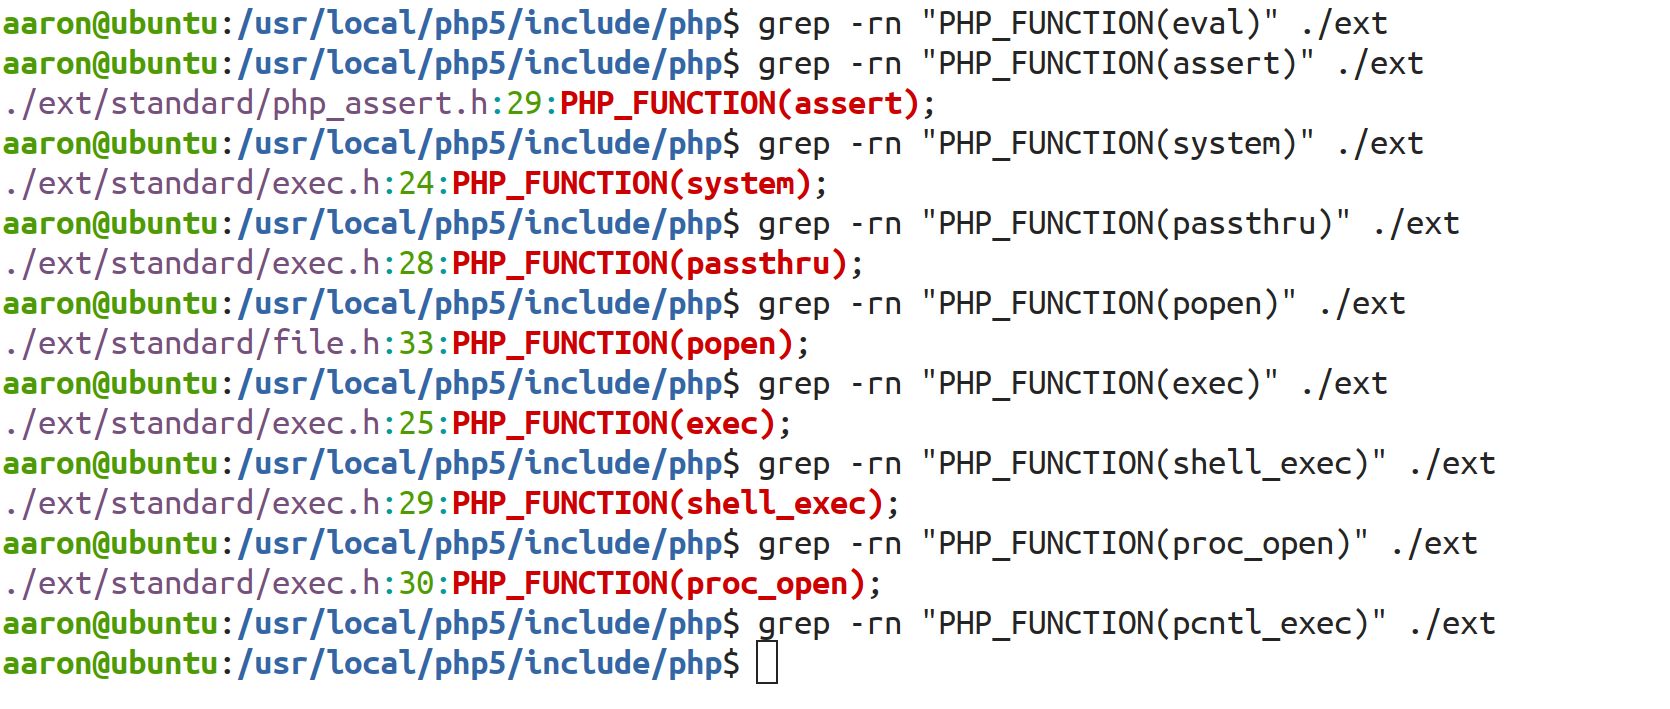 aaron@ubuntu:/usr/local/php5/include/php$ grep -rn "PHP_FUNCTION(eval)" ./ext
aaron@ubuntu:/usr/local/php5/include/php$ grep -rn "PHP_FUNCTION(assert)" ./ext
./ext/standard/php_assert.h:29:PHP_FUNCTION(assert);
aaron@ubuntu:/usr/local/php5/include/php$ grep -rn "PHP_FUNCTION(system)" ./ext
./ext/standard/exec.h:24:PHP_FUNCTION(system);
aaron@ubuntu:/usr/local/php5/include/php$ grep -rn "PHP_FUNCTION(passthru)" ./ext
./ext/standard/exec.h:28:PHP_FUNCTION(passthru);
aaron@ubuntu:/usr/local/php5/include/php$ grep -rn "PHP_FUNCTION(popen)" ./ext
./ext/standard/file.h:33:PHP_FUNCTION(popen);
aaron@ubuntu:/usr/local/php5/include/php$ grep -rn "PHP_FUNCTION(exec)" ./ext
./ext/standard/exec.h:25:PHP_FUNCTION(exec);
aaron@ubuntu:/usr/local/php5/include/php$ grep -rn "PHP_FUNCTION(shell_exec)" ./ext
./ext/standard/exec.h:29:PHP_FUNCTION(shell_exec);
aaron@ubuntu:/usr/local/php5/include/php$ grep -rn "PHP_FUNCTION(proc_open)" ./ext
./ext/standard/exec.h:30:PHP_FUNCTION(proc_open);
aaron@ubuntu:/usr/local/php5/include/php$ grep -rn "PHP_FUNCTION(pcntl_exec)" ./ext
aaron@ubuntu:/usr/local/php5/include/php$